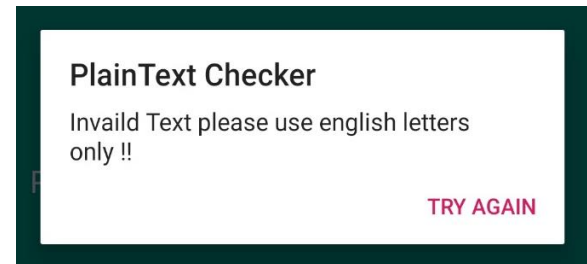 PlainText Checker
Invaild Text please use english letters
only !!
TRY AGAIN